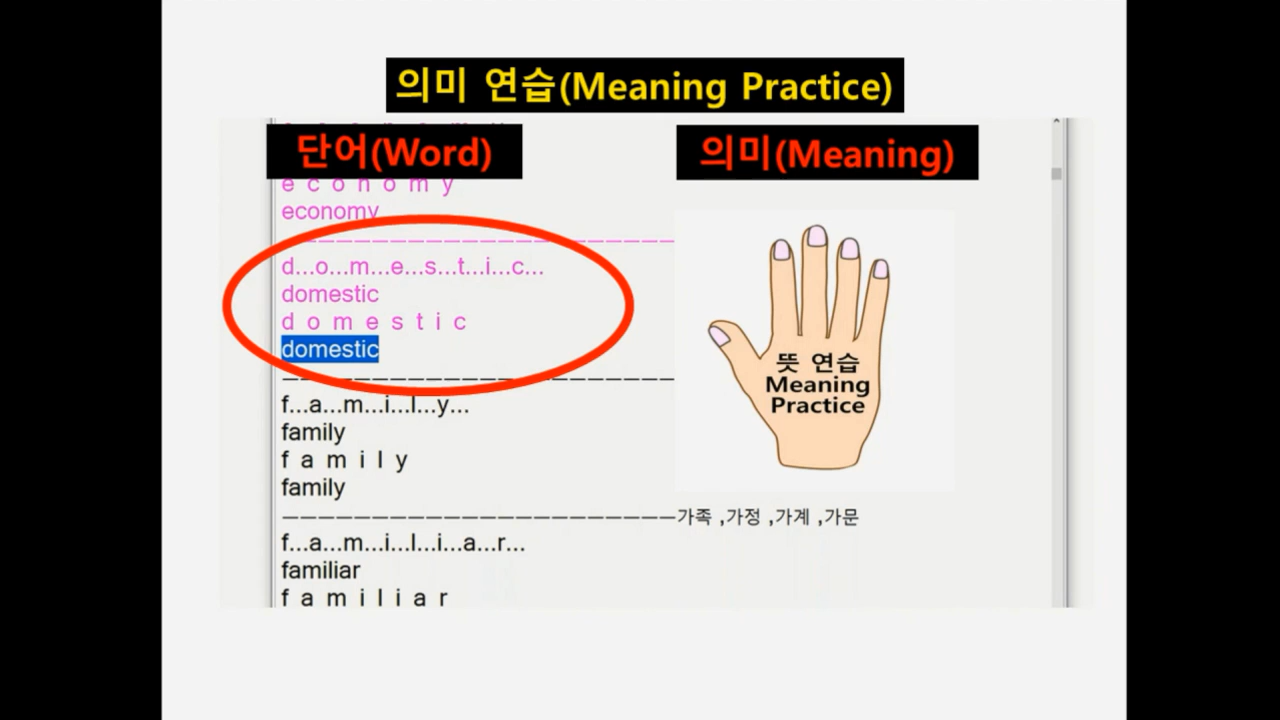 의미 연습(Meaning Practice)
단어(Word)
의미(Meaning)
e c o n o m y
economy
d...o...m...e...s...t...i...c...
domestic
d o m e s t i c
domestic
f...a...m...i...l...y...
family
f a m i l y
family
가족 ,가정 ,가계 ,가문
f...a...m...i...l...i...a...r...
familiar
f a m i l i a r
뜻 연습
Meaning
Practice